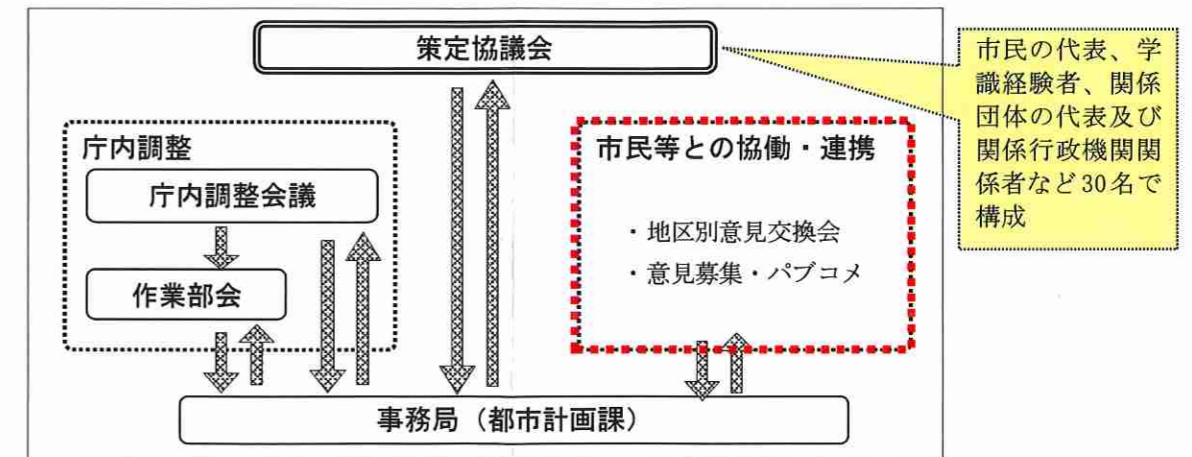 策定協議会
市民の代表、学
識経験者、関係
団体の代表及び
関係行政機関関
係者など30名で
構成
庁内調整
庁内調整会議
作業部会
市民等との協働・連携
・地区別意見交換会
・意見募集・パブコメ
事務局（都市計画課）